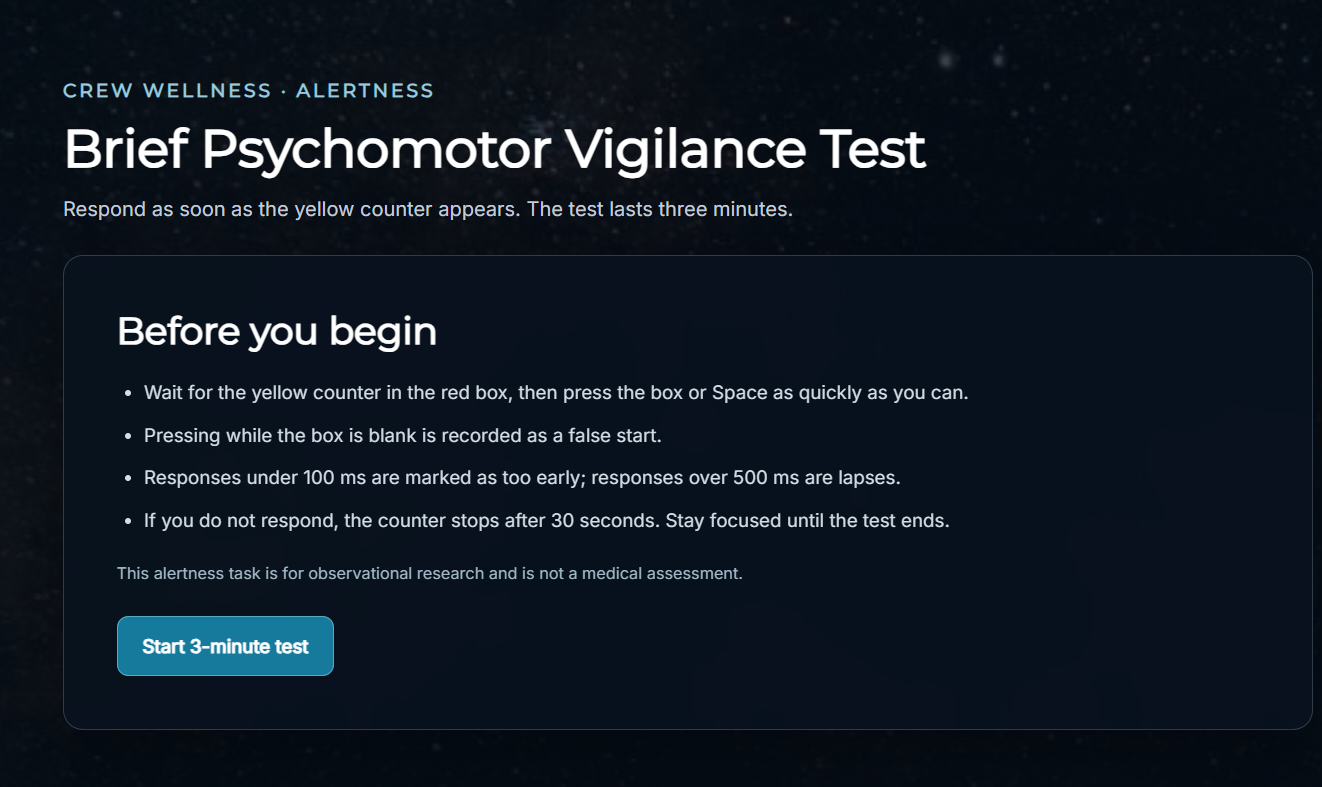 CREW WELLNESS · ALERTNESS
Brief Psychomotor Vigilance Test
Respond as soon as the yellow counter appears. The test lasts three minutes.
Before you begin
• Wait for the yellow counter in the red box, then press the box or Space as quickly as you can.
• Pressing while the box is blank is recorded as a false start.
• Responses under 100 ms are marked as too early; responses over 500 ms are lapses.
• If you do not respond, the counter stops after 30 seconds. Stay focused until the test ends.
This alertness task is for observational research and is not a medical assessment.
Start 3-minute test